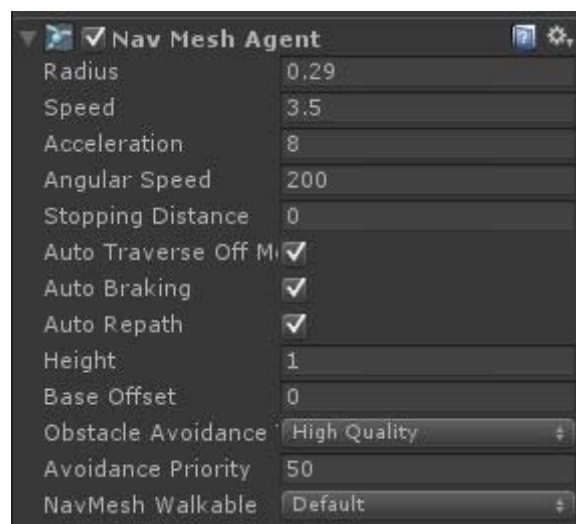 Nav Mesh Agent
Radius 0.29
Speed 3.5
Acceleration 8
Angular Speed 200
Stopping Distance 0
Auto Traverse Off M
Auto Braking
Auto Repath
Height 1
Base Offset 0
Obstacle Avoidance High Quality
Avoidance Priority 50
NavMesh Walkable Default